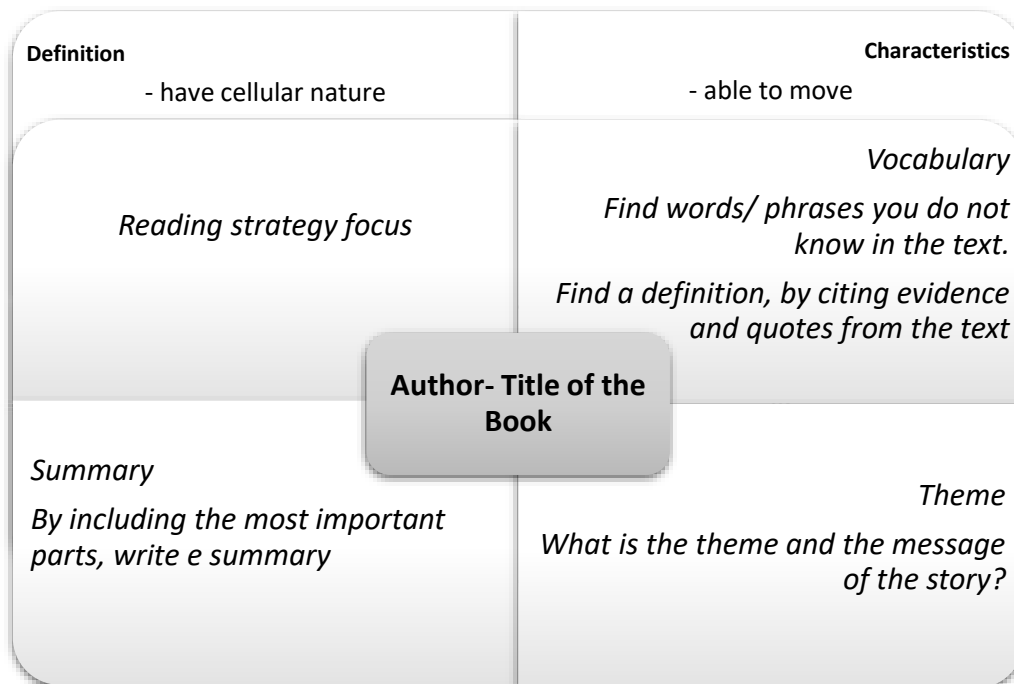 Definition
- have cellular nature
Characteristics
- able to move
Reading strategy focus
Vocabulary
Find words/ phrases you do not
know in the text.
Find a definition, by citing evidence
and quotes from the text
Author- Title of the
Book
Summary
By including the most important
parts, write e summary
Theme
What is the theme and the message
of the story?